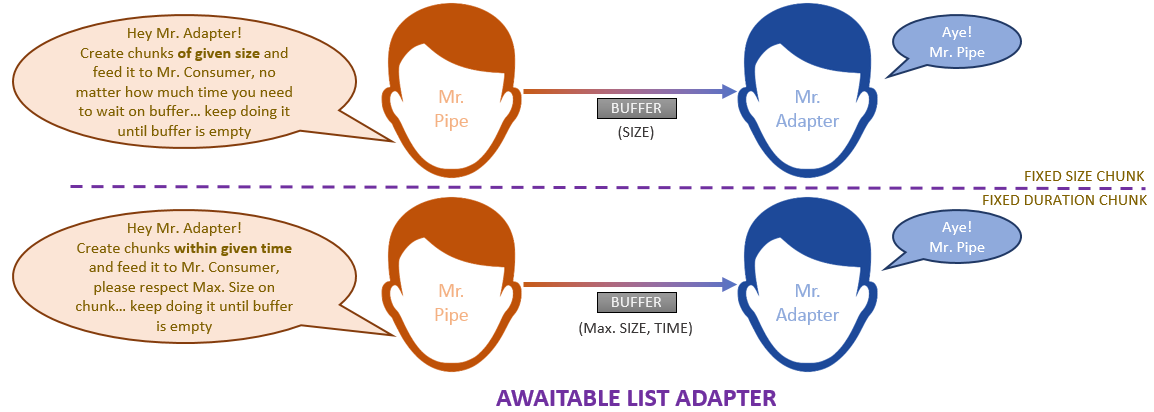 Hey Mr. Adapter!
Create chunks of given size and
feed it to Mr. Consumer, no
matter how much time you need
to wait on buffer... keep doing it
until buffer is empty
Mr.
Pipe
BUFFER
(SIZE)
Mr.
Adapter
Aye!
Mr. Pipe
FIXED SIZE CHUNK
FIXED DURATION CHUNK
Hey Mr. Adapter!
Create chunks within given time
and feed it to Mr. Consumer,
please respect Max. Size on
chunk... keep doing it until buffer
is empty
Mr.
Pipe
BUFFER
(Max. SIZE, TIME)
Mr.
Adapter
Aye!
Mr. Pipe
AWAITABLE LIST ADAPTER